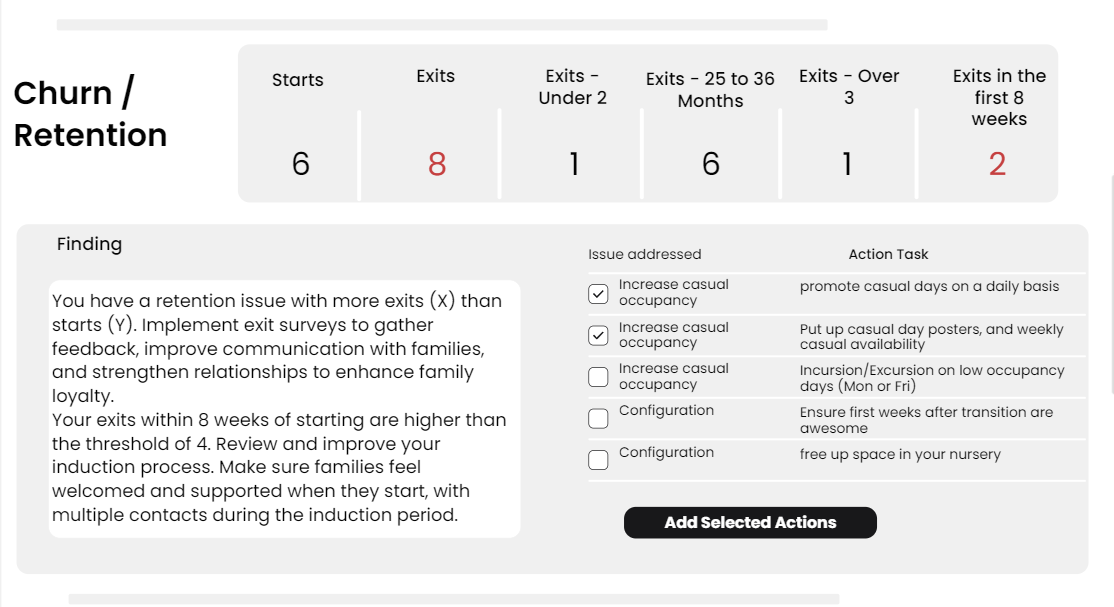 Churn /
Retention
Starts
6
Exits
8
Exits -
Under 2
1
Exits - 25 to 36
Months
6
Exits - Over
3
1
Exits in the
first 8
weeks
2
Finding
You have a retention issue with more exits (X) than
starts (Y). Implement exit surveys to gather
feedback, improve communication with families,
and strengthen relationships to enhance family
loyalty.
Your exits within 8 weeks of starting are higher than
the threshold of 4. Review and improve your
induction process. Make sure families feel
welcomed and supported when they start, with
multiple contacts during the induction period.
Issue addressed
Action Task
Increase casual
occupancy
promote casual days on a daily basis
Increase casual
occupancy
Put up casual day posters, and weekly
casual availability
Increase casual
occupancy
Incursion/Excursion on low occupancy
days (Mon or Fri)
Configuration
Ensure first weeks after transition are
awesome
Configuration
free up space in your nursery
Add Selected Actions